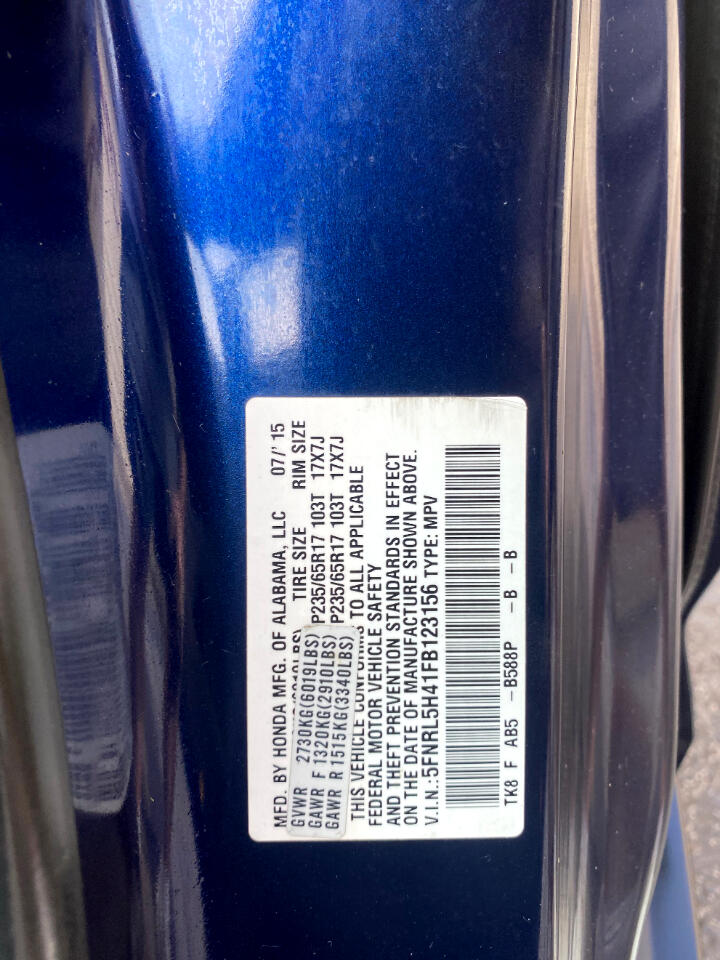 MFD. BY HONDA MFG. OF ALABAMA, LLC 07/' 15
GVWR 2730KG(6019LBS) TIRE SIZE RIM SIZE
GAWR F 1320KG(2910LBS) P235/65R17 103T 17X7J
GAWR R 1515KG(3340LBS) P235/65R17 103T 17X7J
THIS VEHICLE TO ALL APPLICABLE
FEDERAL MOTOR VEHICLE SAFETY
AND THEFT PREVENTION STANDARDS IN EFFECT
ON THE DATE OF MANUFACTURE SHOWN ABOVE.
V.I.N.:5FNRL5H41FB123156 TYPE: MPV
TK8 F AB5 -B588P -B -B